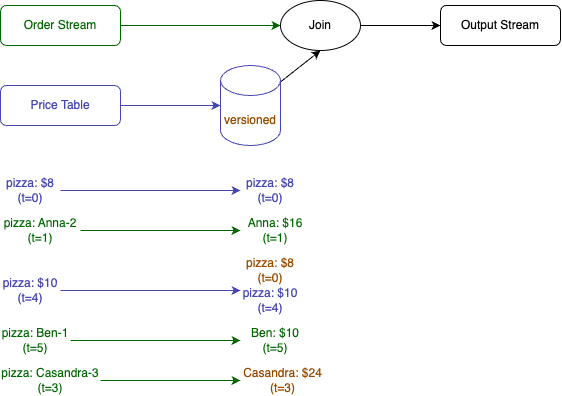 Order Stream
Join
Output Stream
Price Table
versioned
pizza: $8
(t=0)
pizza: $8
(t=0)
pizza: Anna-2
(t=1)
Anna: $16
(t=1)
pizza: $8
(t=0)
pizza: $10
(t=4)
pizza: $10
(t=4)
pizza: Ben-1
(t=5)
Ben: $10
(t=5)
pizza: Casandra-3
(t=3)
Casandra: $24
(t=3)